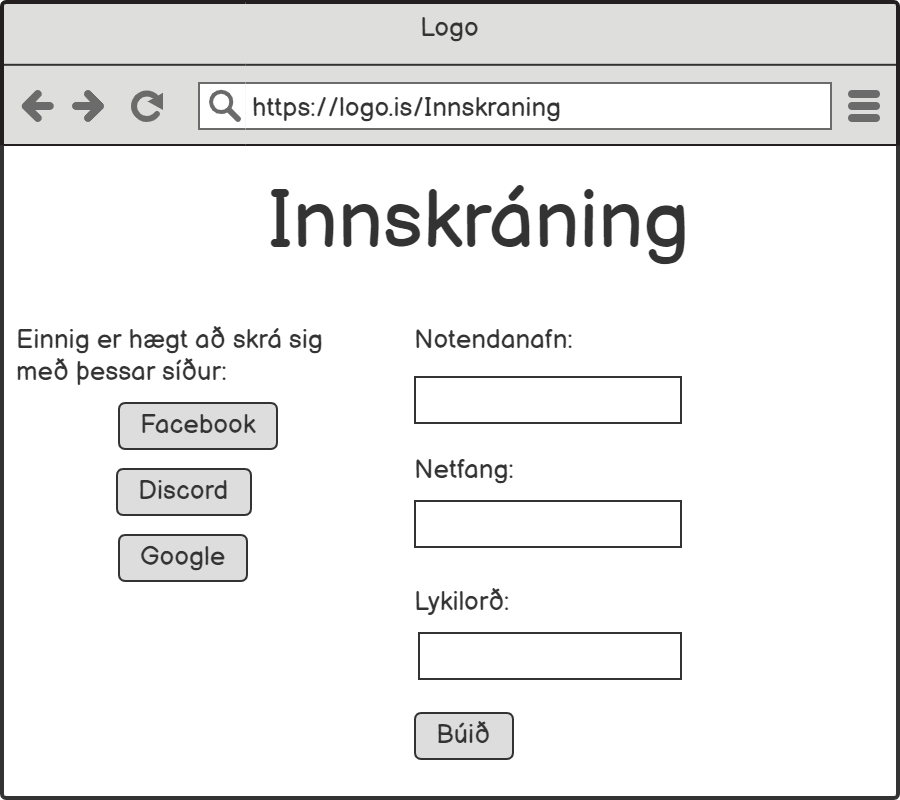 Logo
https://logo.is/Innskraning
Innskráning
Einnig er hægt að skrá sig
með þessar síður:
Facebook
Discord
Google
Notendanafn:
Netfang:
Lykilorð:
Búið